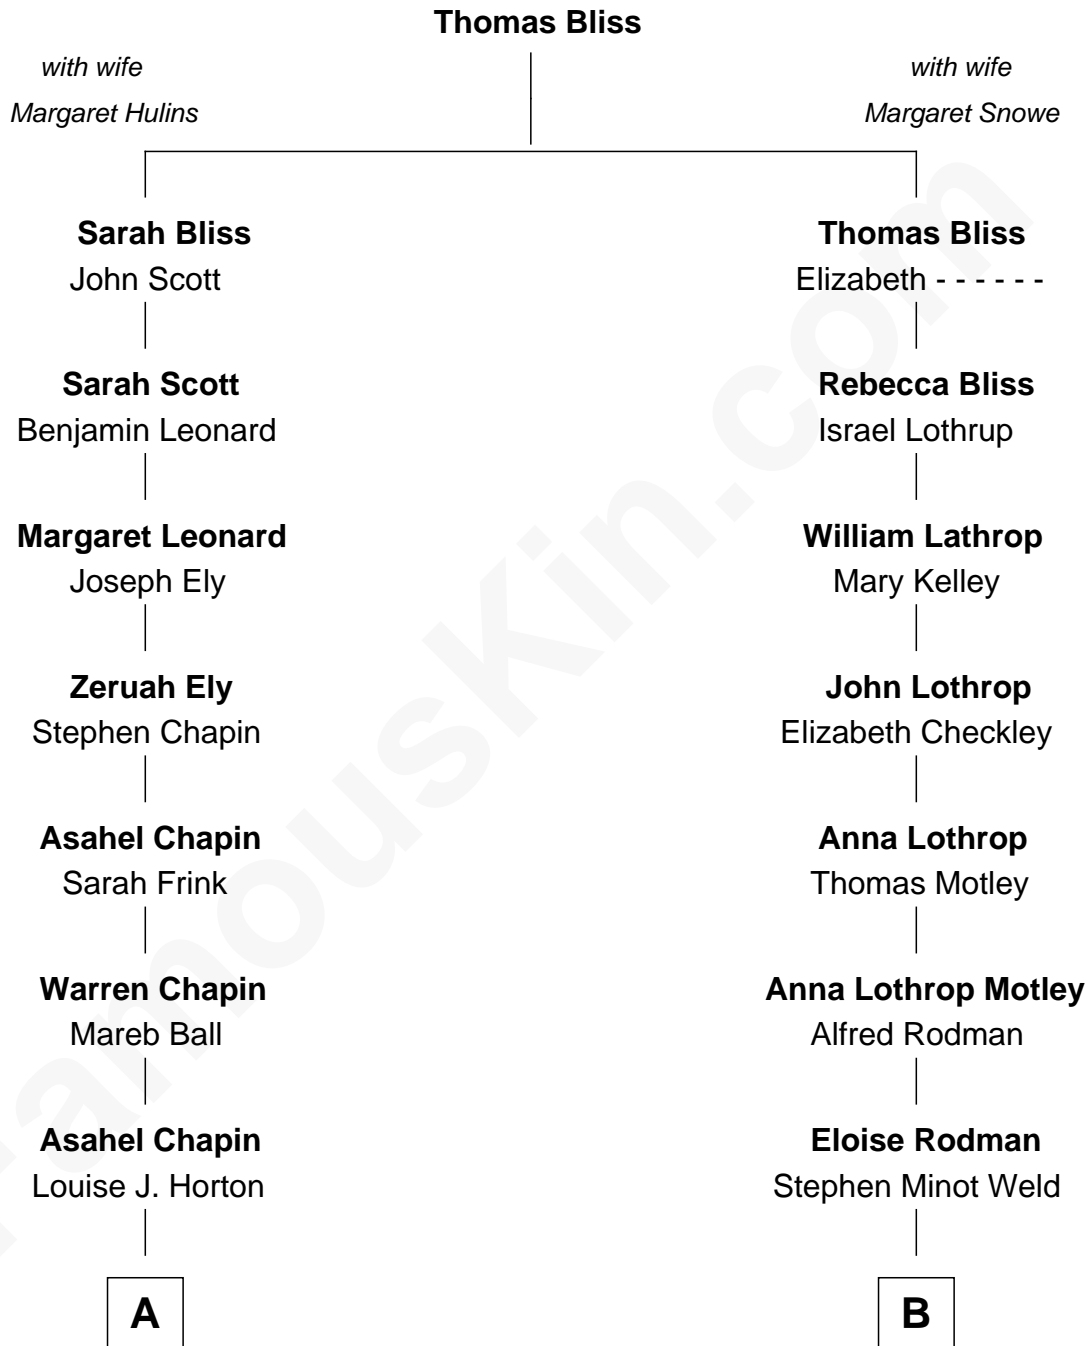 Thomas Bliss
with wife
Margaret Hulins
with wife
Margaret Snowe
Sarah Bliss
John Scott
Thomas Bliss
Elizabeth - - - - - -
Sarah Scott
Benjamin Leonard
Rebecca Bliss
Israel Lothrup
Margaret Leonard
Joseph Ely
William Lathrop
Mary Kelley
Zeruah Ely
Stephen Chapin
John Lothrop
Elizabeth Checkley
Asahel Chapin
Sarah Frink
Anna Lothrop
Thomas Motley
Warren Chapin
Mareb Ball
Anna Lothrop Motley
Alfred Rodman
Asahel Chapin
Louise J. Horton
Eloise Rodman
Stephen Minot Weld
A
B
FamousKin.com